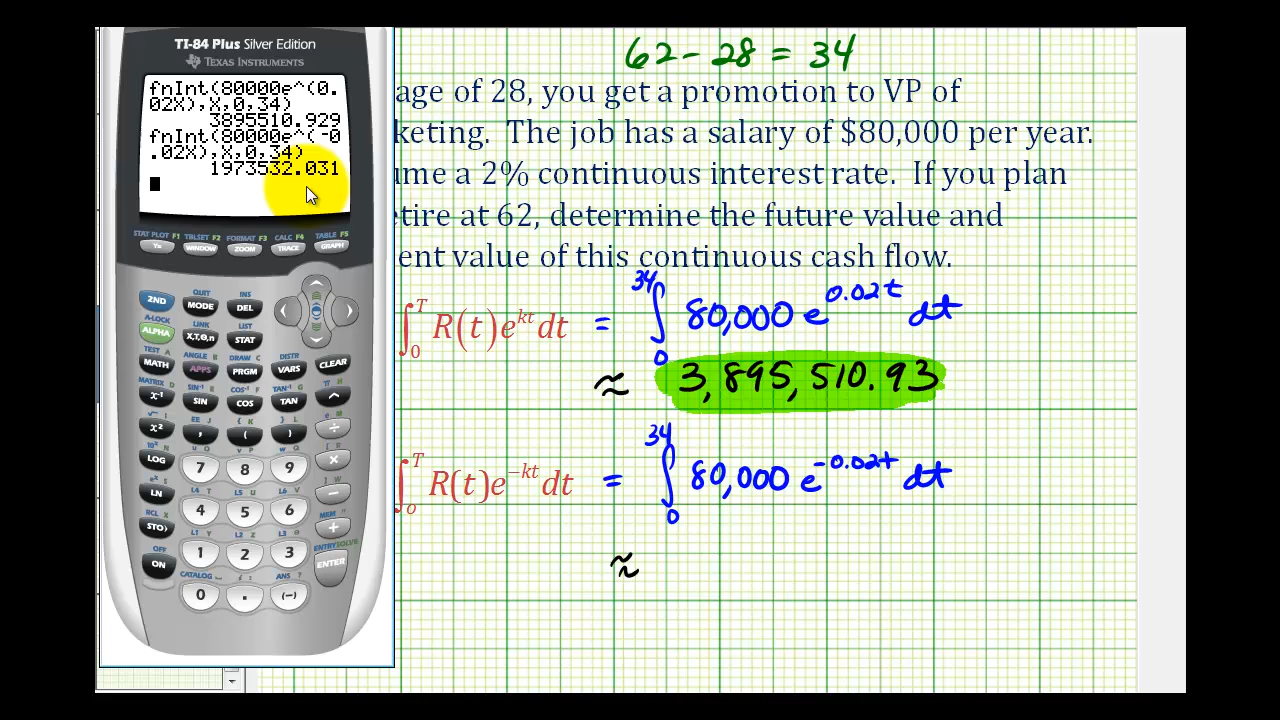 62 - 28 = 34
TI-84 Plus Silver Edition
TEXAS INSTRUMENTS
fnInt(80000e^(0.
02X),X,0,34)
3895510.929
fnInt(80000e^(-0
.02X),X,0,34)
1973532.031
age of 28, you get a promotion to VP of
keting. The job has a salary of $80,000 per year.
ume a 2% continuous interest rate. If you plan
etire at 62, determine the future value and
ent value of this continuous cash flow.
∫₀ᵀ R(t)e^{kt} dt = ∫₀³⁴ 80,000 e^{0.02t} dt
≈ 3,895,510.93
∫₀ᵀ R(t)e^{-kt} dt = ∫₀³⁴ 80,000 e^{-0.02t} dt
≈
STAT PLOT F1 TBLSET F2 FORMAT F3 CALC F4 TABLE F5
Y= WINDOW ZOOM TRACE GRAPH
QUIT INS
2ND MODE DEL
A-LOCK LINK LIST
ALPHA X,T,Θ,n STAT
TEST A ANGLE B DRAW C DISTR
MATH APPS PRGM VARS CLEAR
MATRIX D SIN⁻¹ E COS⁻¹ F TAN⁻¹ G π H
x⁻¹ SIN COS TAN ^
√ I EE J { K } L e M
x² , ( ) ÷
10ˣ N u O v P w Q [ R
LOG 7 8 9 ×
eˣ S L4 T L5 U L6 V ] W
LN 4 5 6 −
RCL X L1 Y L2 Z L3 θ MEM "
STO› 1 2 3 +
OFF CATALOG i : ANS ? ENTRY SOLVE
ON 0 . (−) ENTER